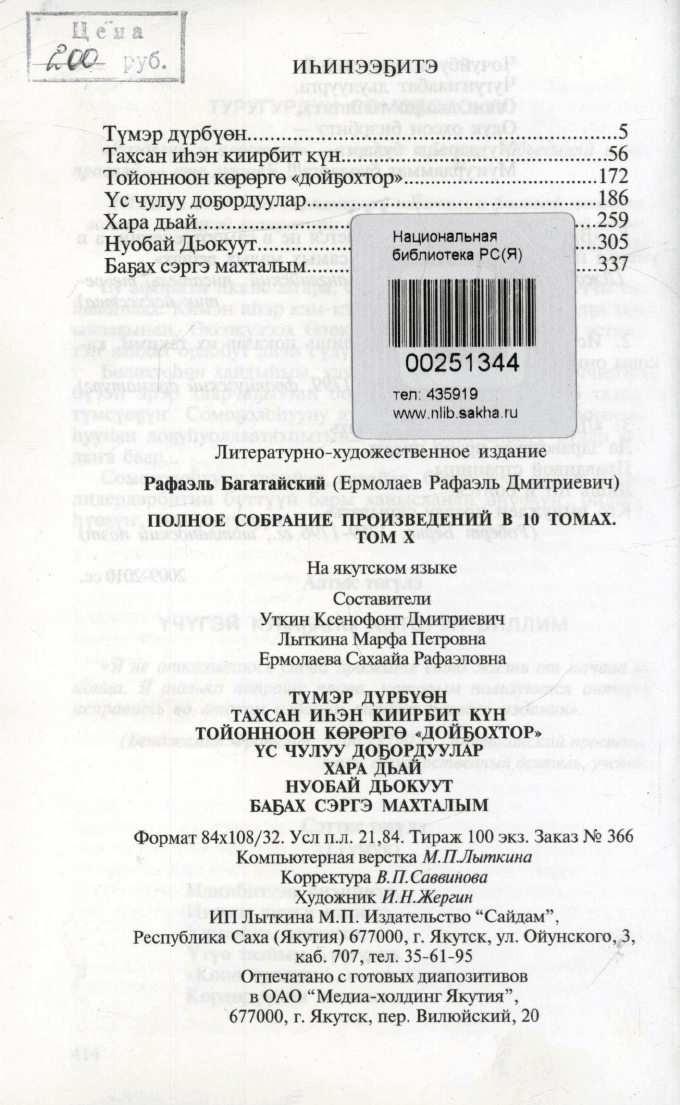 Цена
200 руб.
ИҺИНЭЭҔИТЭ
Түмэр дүрбүөн....................................................................5
Тахсан иһэн киирбит күн..................................................56
Тойонноон көрөргө «дойҕохтор»....................................172
Үс чулуу доҕордуулар........................................................186
Хара дьай............................................................................259
Нуобай Дьокуут..................................................................305
Баҕах сэргэ махталым........................................................337
Национальная
библиотека РС(Я)
00251344
тел: 435919
www.nlib.sakha.ru
Литературно-художественное издание
Рафаэль Багатайский (Ермолаев Рафаэль Дмитриевич)
ПОЛНОЕ СОБРАНИЕ ПРОИЗВЕДЕНИЙ В 10 ТОМАХ.
ТОМ X
На якутском языке
Составители
Уткин Ксенофонт Дмитриевич
Лыткина Марфа Петровна
Ермолаева Сахаайа Рафаэловна
ТҮМЭР ДҮРБҮӨН
ТАХСАН ИҺЭН КИИРБИТ КҮН
ТОЙОННООН КӨРӨРГӨ «ДОЙҔОХТОР»
ҮС ЧУЛУУ ДОҔОРДУУЛАР
ХАРА ДЬАЙ
НУОБАЙ ДЬОКУУТ
БАҔАХ СЭРГЭ МАХТАЛЫМ
Формат 84х108/32. Усл п.л. 21,84. Тираж 100 экз. Заказ № 366
Компьютерная верстка М.П.Лыткина
Корректура В.П.Саввинова
Художник И.Н.Жергин
ИП Лыткина М.П. Издательство “Сайдам”,
Республика Саха (Якутия) 677000, г. Якутск, ул. Ойунского, 3,
каб. 707, тел. 35-61-95
Отпечатано с готовых диапозитивов
в ОАО “Медиа-холдинг Якутия”,
677000, г. Якутск, пер. Вилюйский, 20